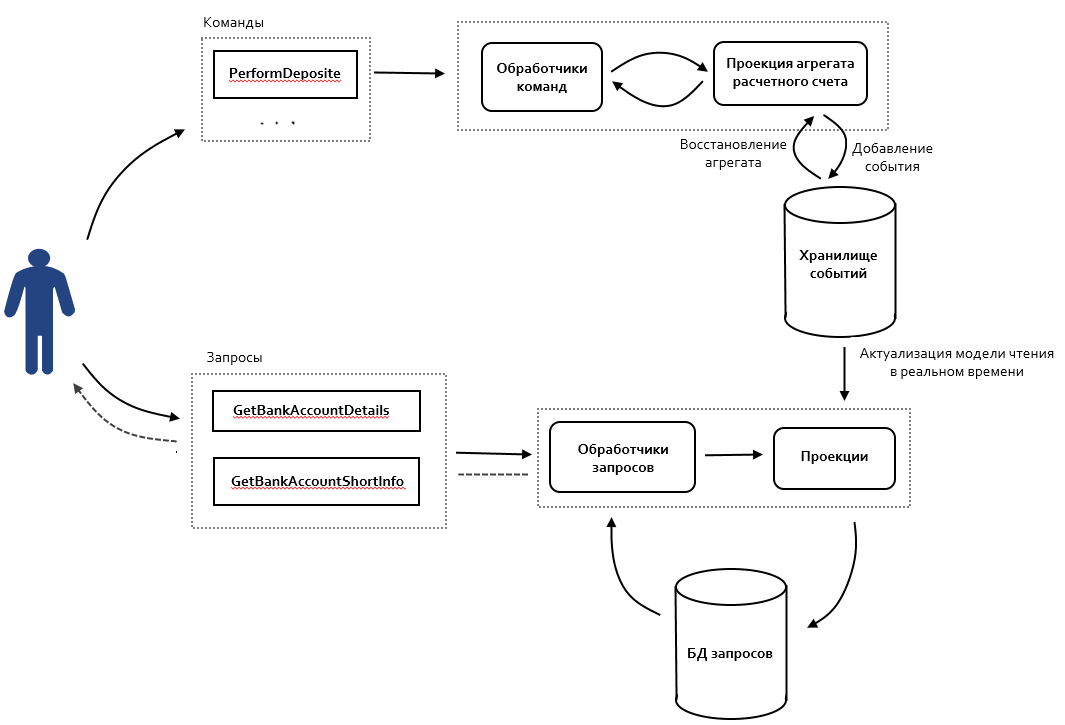 Команды
PerformDeposite
. . .
Обработчики
команд
Проекция агрегата
расчетного счета
Восстановление
агрегата
Добавление
события
Хранилище
событий
Актуализация модели чтения
в реальном времени
Запросы
GetBankAccountDetails
GetBankAccountShortInfo
Обработчики
запросов
Проекции
БД запросов